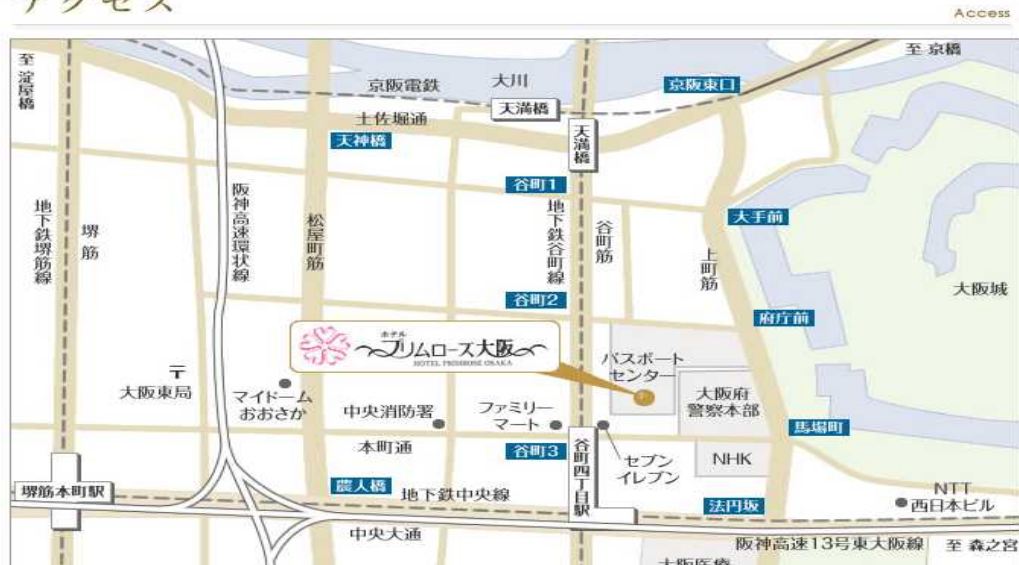 アクセス
Access
至 淀屋橋
至 京橋
京阪電鉄
大川
京阪東口
天満橋
土佐堀通
天神橋
天満橋
谷町1
地下鉄堺筋線
堺筋
阪神高速環状線
松屋町筋
地下鉄谷町線
谷町筋
大手前
上町筋
大阪城
谷町2
府庁前
ホテル
プリムローズ大阪
HOTEL PRIMROSE OSAKA
パスポート
センター
〒
大阪東局
マイドーム
おおさか
中央消防署
ファミリー
マート
大阪府
警察本部
馬場町
本町通
谷町3
谷町四丁目駅
セブン
イレブン
NHK
堺筋本町駅
農人橋
地下鉄中央線
法円坂
NTT
西日本ビル
中央大通
阪神高速13号東大阪線
至 森之宮
大阪医療